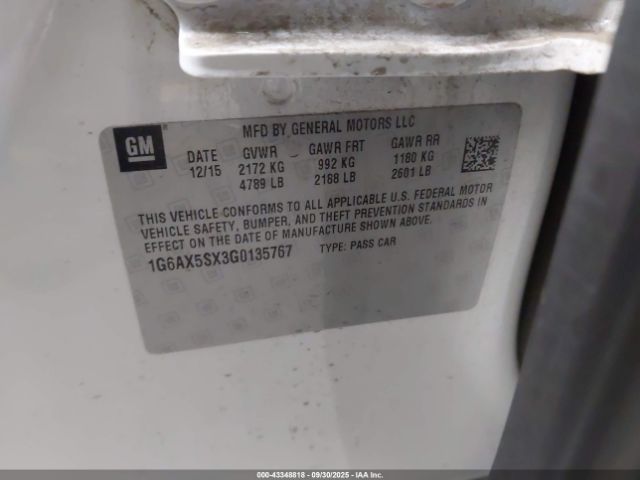 GM
MFD BY GENERAL MOTORS LLC
DATE GVWR GAWR FRT GAWR RR
12/15 2172 KG 992 KG 1180 KG
4789 LB 2188 LB 2601 LB
THIS VEHICLE CONFORMS TO ALL APPLICABLE U.S. FEDERAL MOTOR
VEHICLE SAFETY, BUMPER, AND THEFT PREVENTION STANDARDS IN
EFFECT ON THE DATE OF MANUFACTURE SHOWN ABOVE.
1G6AX5SX3G0135767 TYPE: PASS CAR
000-43348818 - 09/30/2025 - IAA Inc.